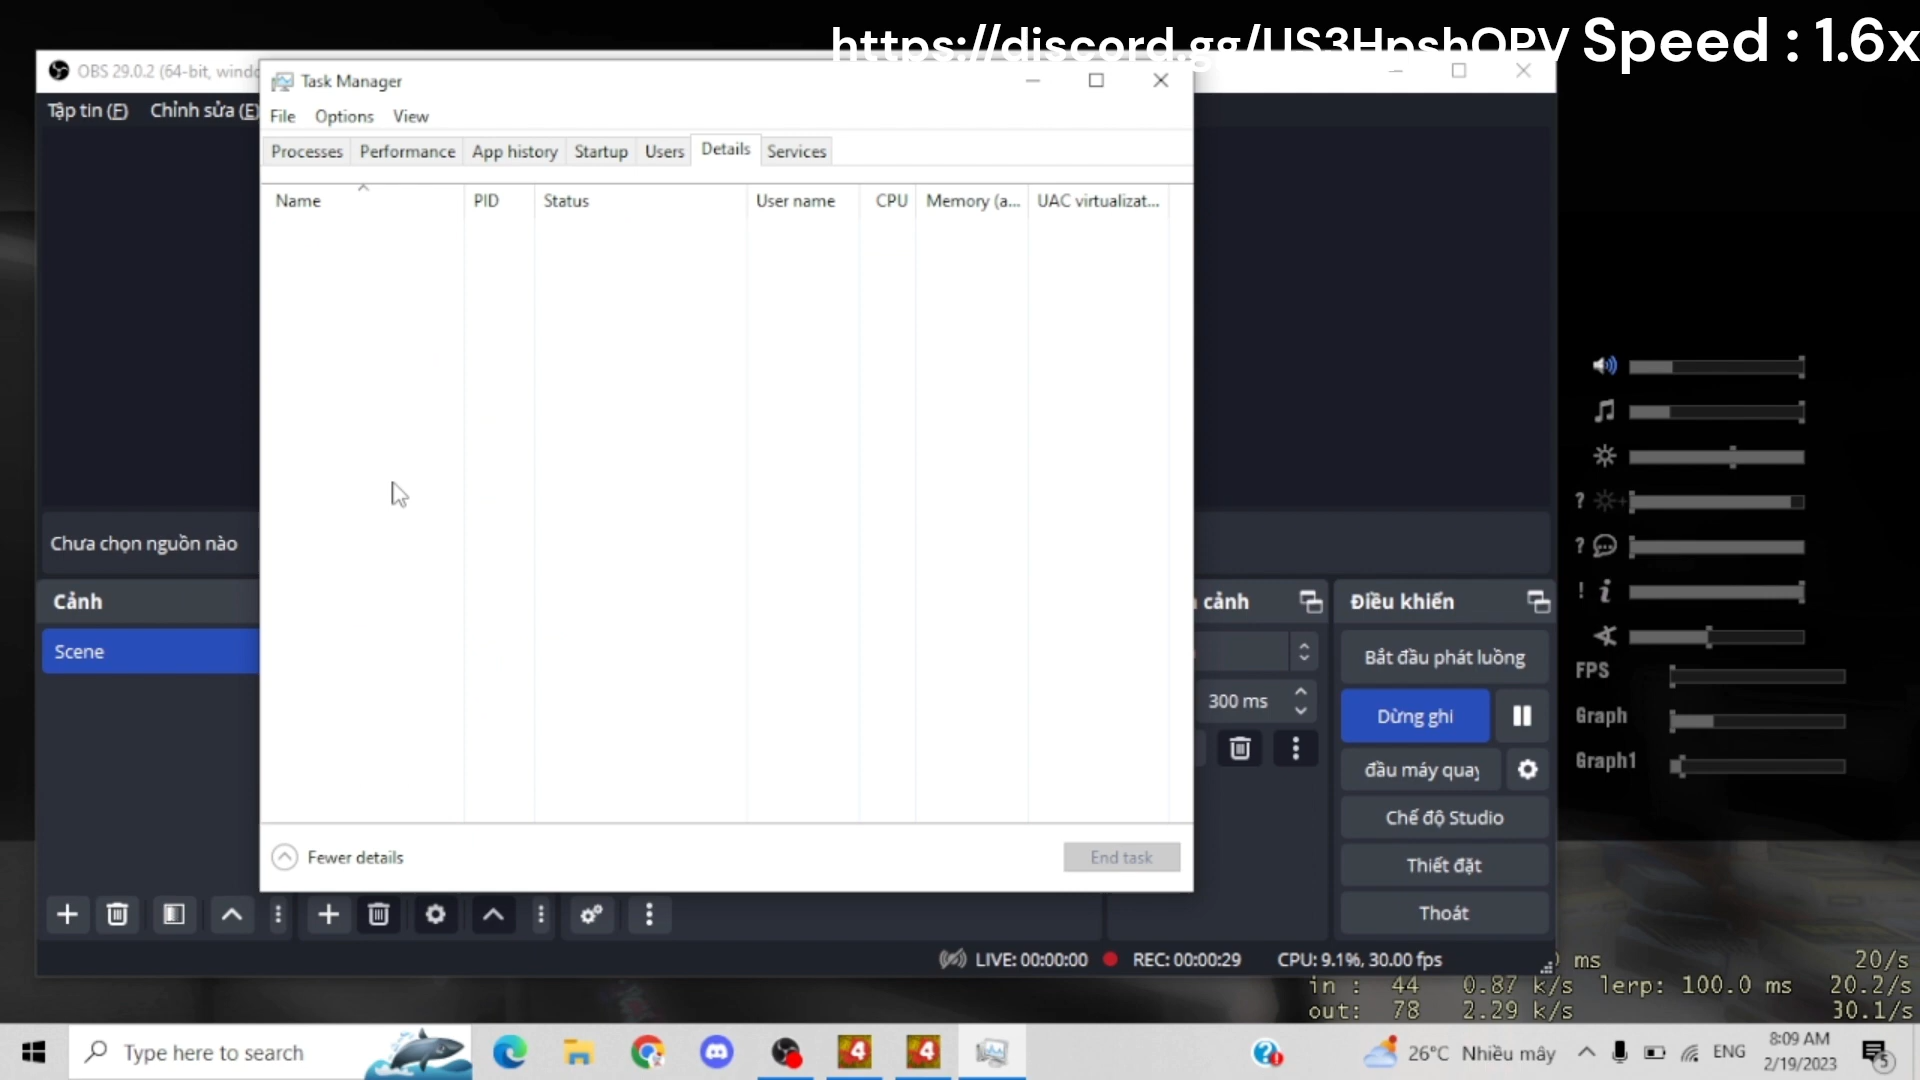 https://discord.gg/US3HpshQPV Speed : 1.6x
OBS 29.0.2 (64-bit, windo
Tập tin (F) Chỉnh sửa (E)
Task Manager
File Options View
Processes Performance App history Startup Users Details Services
Name PID Status User name CPU Memory (a... UAC virtualizat...
Fewer details
End task
Chưa chọn nguồn nào
Cảnh
Scene
cảnh
300 ms
Điều khiển
Bắt đầu phát luồng
Dừng ghi
đầu máy quay
Chế độ Studio
Thiết đặt
Thoát
LIVE: 00:00:00 REC: 00:00:29 CPU: 9.1%, 30.00 fps
?
?
!
FPS
Graph
Graph1
ms 20/s
in : 44 0.87 k/s lerp: 100.0 ms 20.2/s
out: 78 2.29 k/s 30.1/s
Type here to search
4
4
26°C Nhiều mây
ENG
8:09 AM
2/19/2023
5